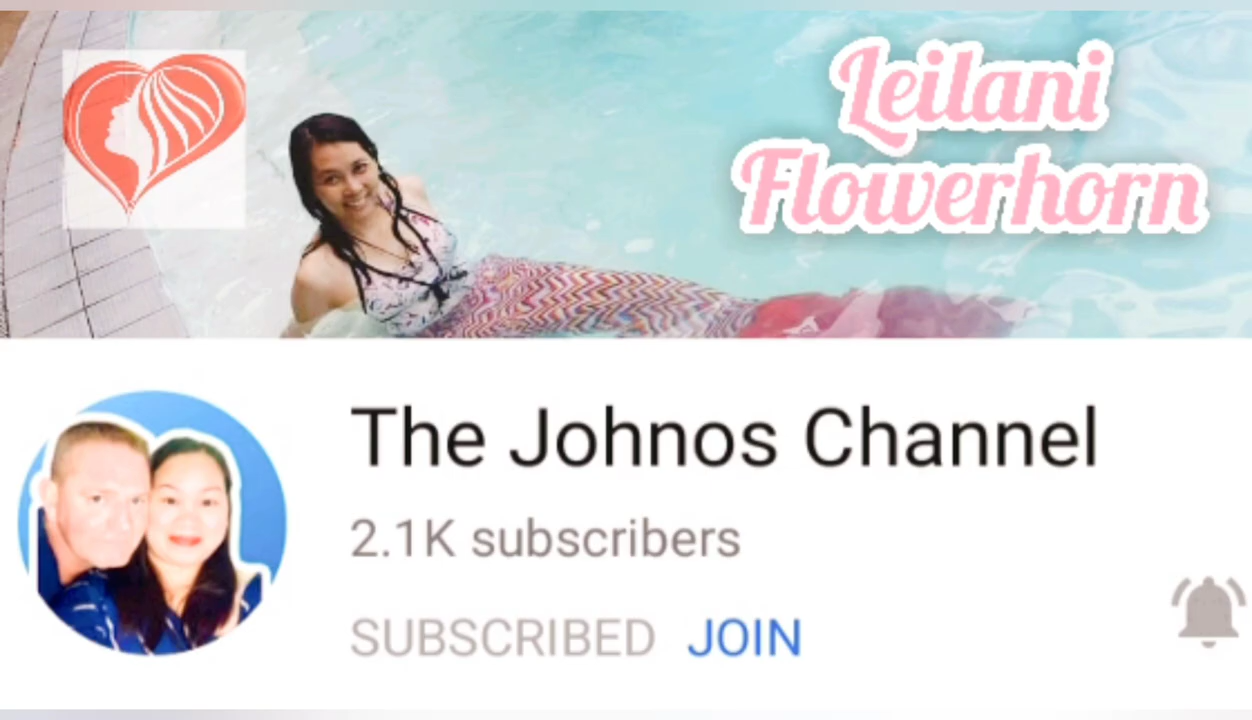 Leilani
Flowerhorn
The Johnos Channel
2.1K subscribers
SUBSCRIBED JOIN